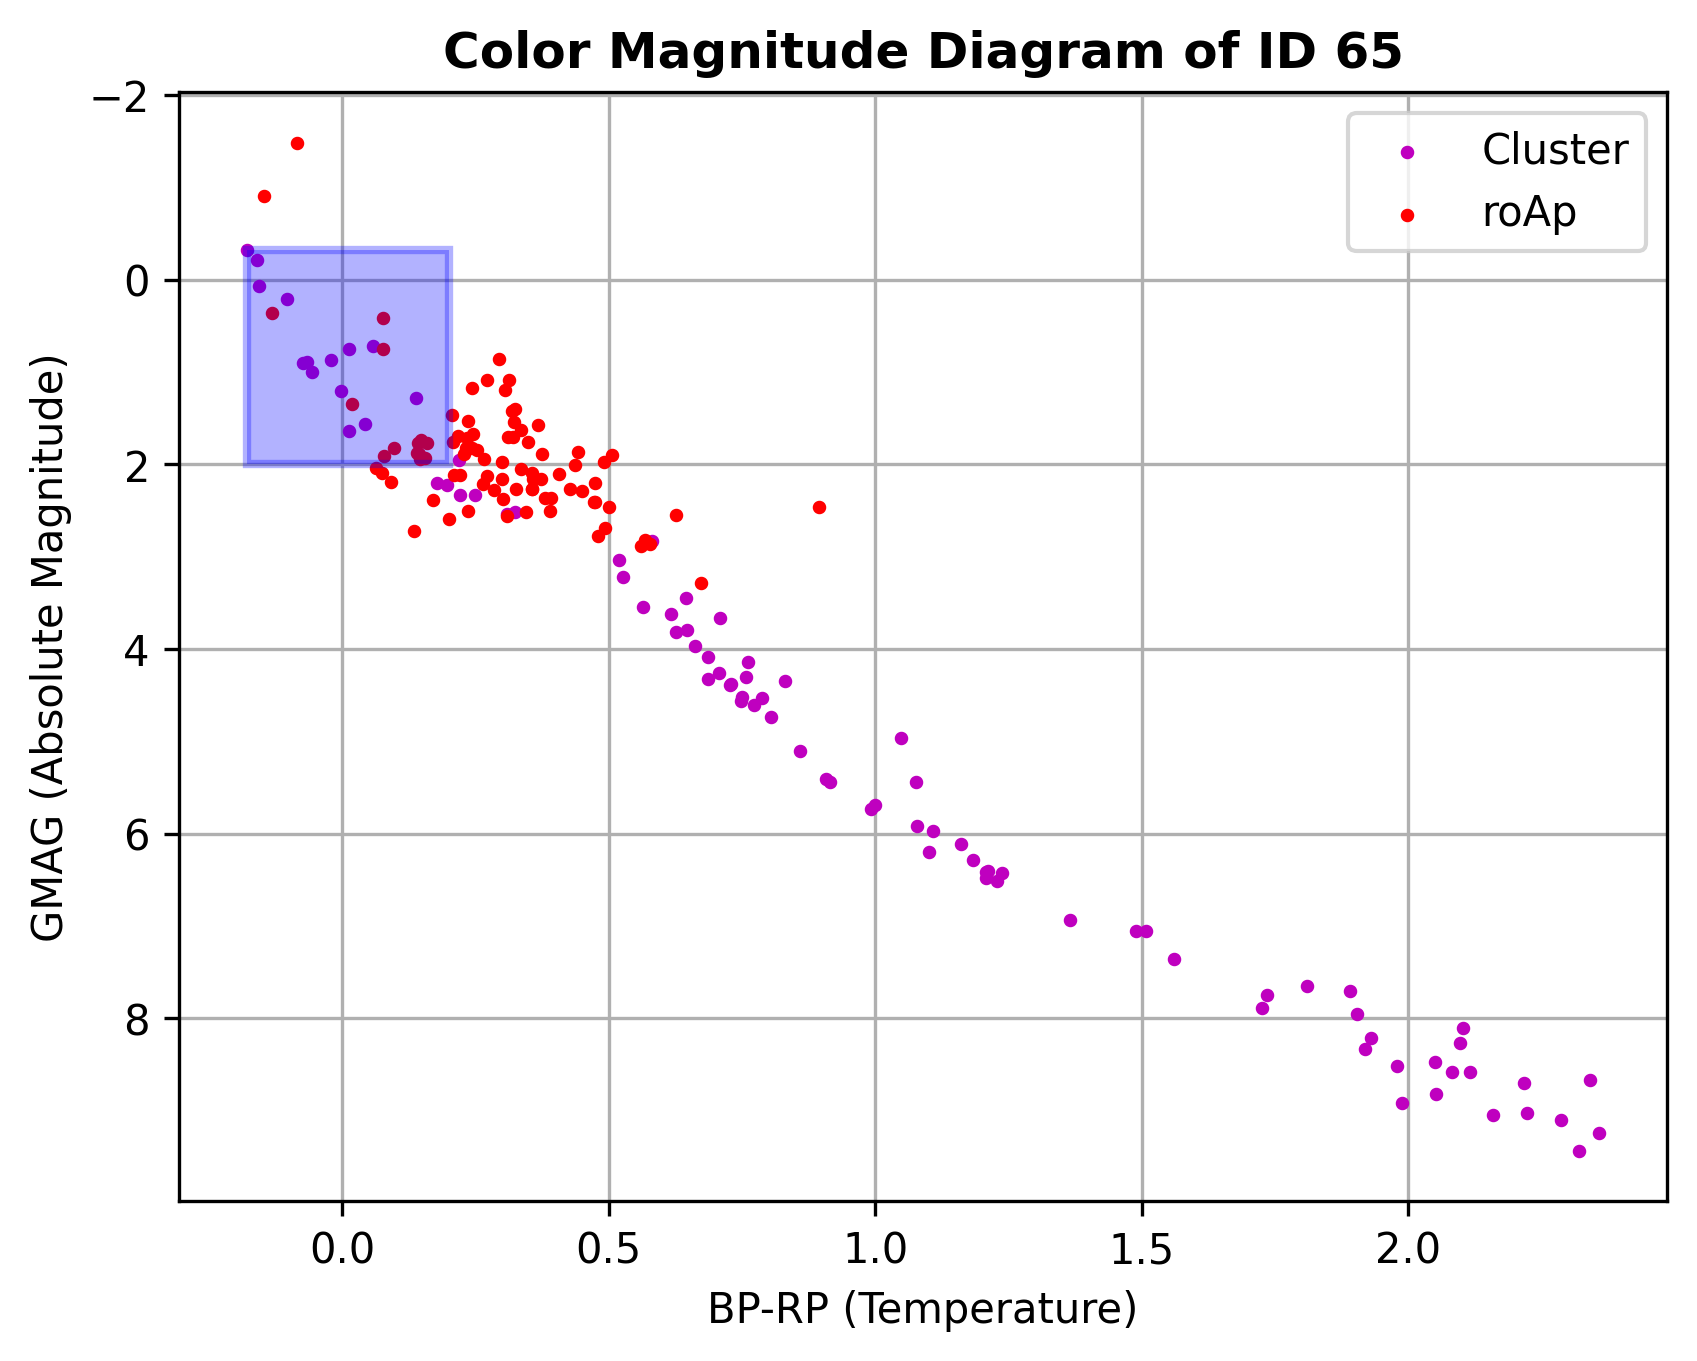 Color Magnitude Diagram of ID 65
Cluster
roAp
GMAG (Absolute Magnitude)
−2
0
2
4
6
8
0.0 0.5 1.0 1.5 2.0
BP-RP (Temperature)